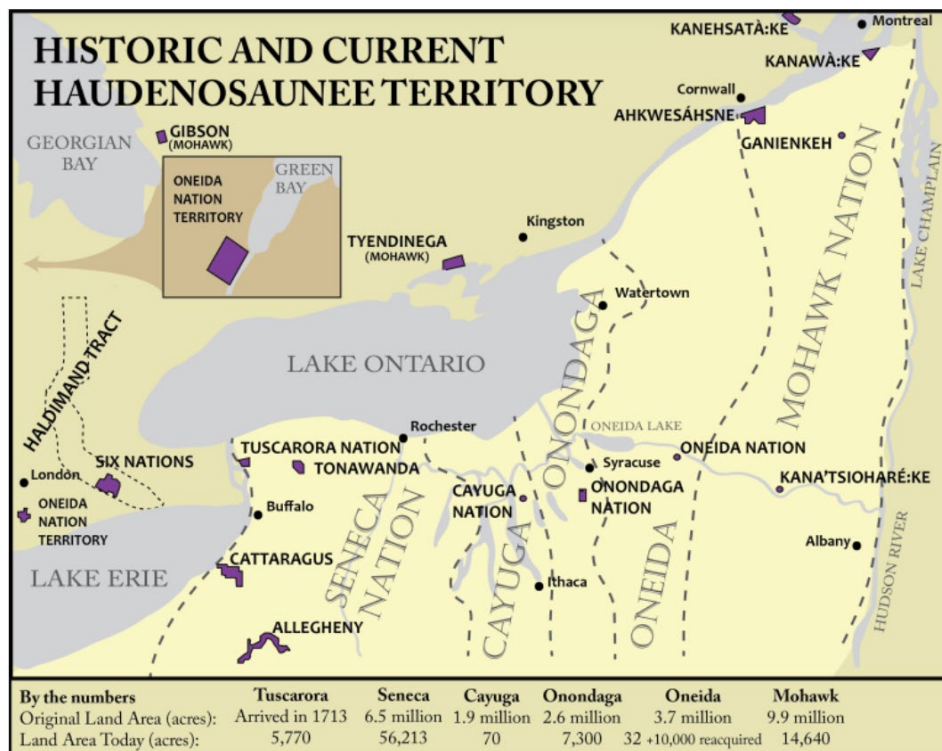 HISTORIC AND CURRENT
HAUDENOSAUNEE TERRITORY
KANEHSATÀ:KE
Montreal
KANAWÀ:KE
Cornwall
AHKWESÁHSNE
GANIENKEH
GEORGIAN
BAY
GIBSON
(MOHAWK)
ONEIDA
NATION
TERRITORY
GREEN
BAY
Kingston
TYENDINEGA
(MOHAWK)
Watertown
MOHAWK NATION
LAKE CHAMPLAIN
HALDIMAND TRACT
LAKE ONTARIO
ONONDAGA
Rochester
ONEIDA LAKE
TUSCARORA NATION
TONAWANDA
ONEIDA NATION
London
SIX NATIONS
Syracuse
KANA'TSIOHARÉ:KE
CAYUGA
NATION
ONONDAGA
NATION
ONEIDA
NATION
TERRITORY
Buffalo
SENECA
NATION
Albany
CATTARAGUS
LAKE ERIE
Ithaca
CAYUGA
ONEIDA
HUDSON RIVER
ALLEGHENY
By the numbers Tuscarora Seneca Cayuga Onondaga Oneida Mohawk
Original Land Area (acres): Arrived in 1713 6.5 million 1.9 million 2.6 million 3.7 million 9.9 million
Land Area Today (acres): 5,770 56,213 70 7,300 32 +10,000 reacquired 14,640